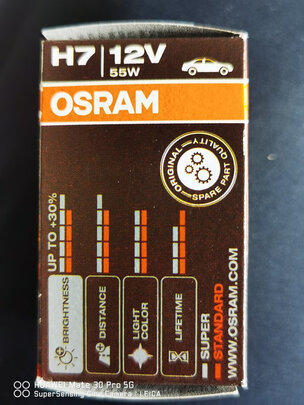 H7 12V
55W
OSRAM
ORIGINAL
SPARE PART QUALITY
UP TO +30%
BRIGHTNESS
DISTANCE
LIGHT
COLOR
LIFETIME
SUPER
STANDARD
WWW.OSRAM.COM
HUAWEI Mate 30 Pro 5G
SuperSensing Cine Camera LEICA